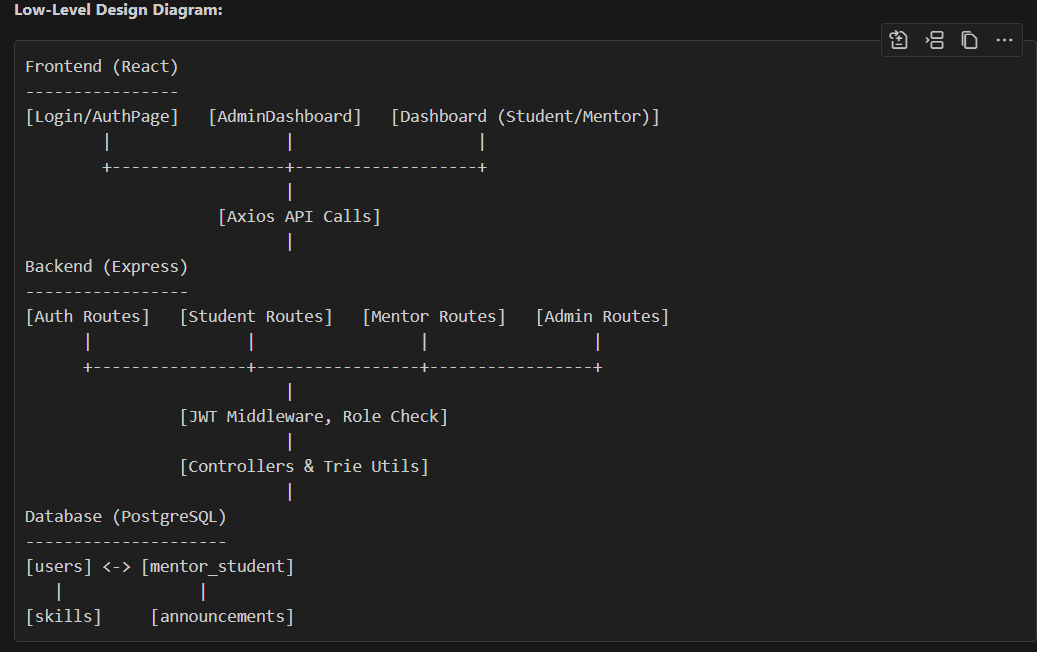 Low-Level Design Diagram:
Frontend (React)
----------------
[Login/AuthPage]   [AdminDashboard]   [Dashboard (Student/Mentor)]
        |                  |                   |
        +------------------+-------------------+
                           |
                    [Axios API Calls]
                           |
Backend (Express)
-----------------
[Auth Routes]   [Student Routes]   [Mentor Routes]   [Admin Routes]
      |                |                 |                 |
      +----------------+-----------------+-----------------+
                           |
                [JWT Middleware, Role Check]
                           |
                [Controllers & Trie Utils]
                           |
Database (PostgreSQL)
---------------------
[users] <-> [mentor_student]
   |              |
[skills]     [announcements]